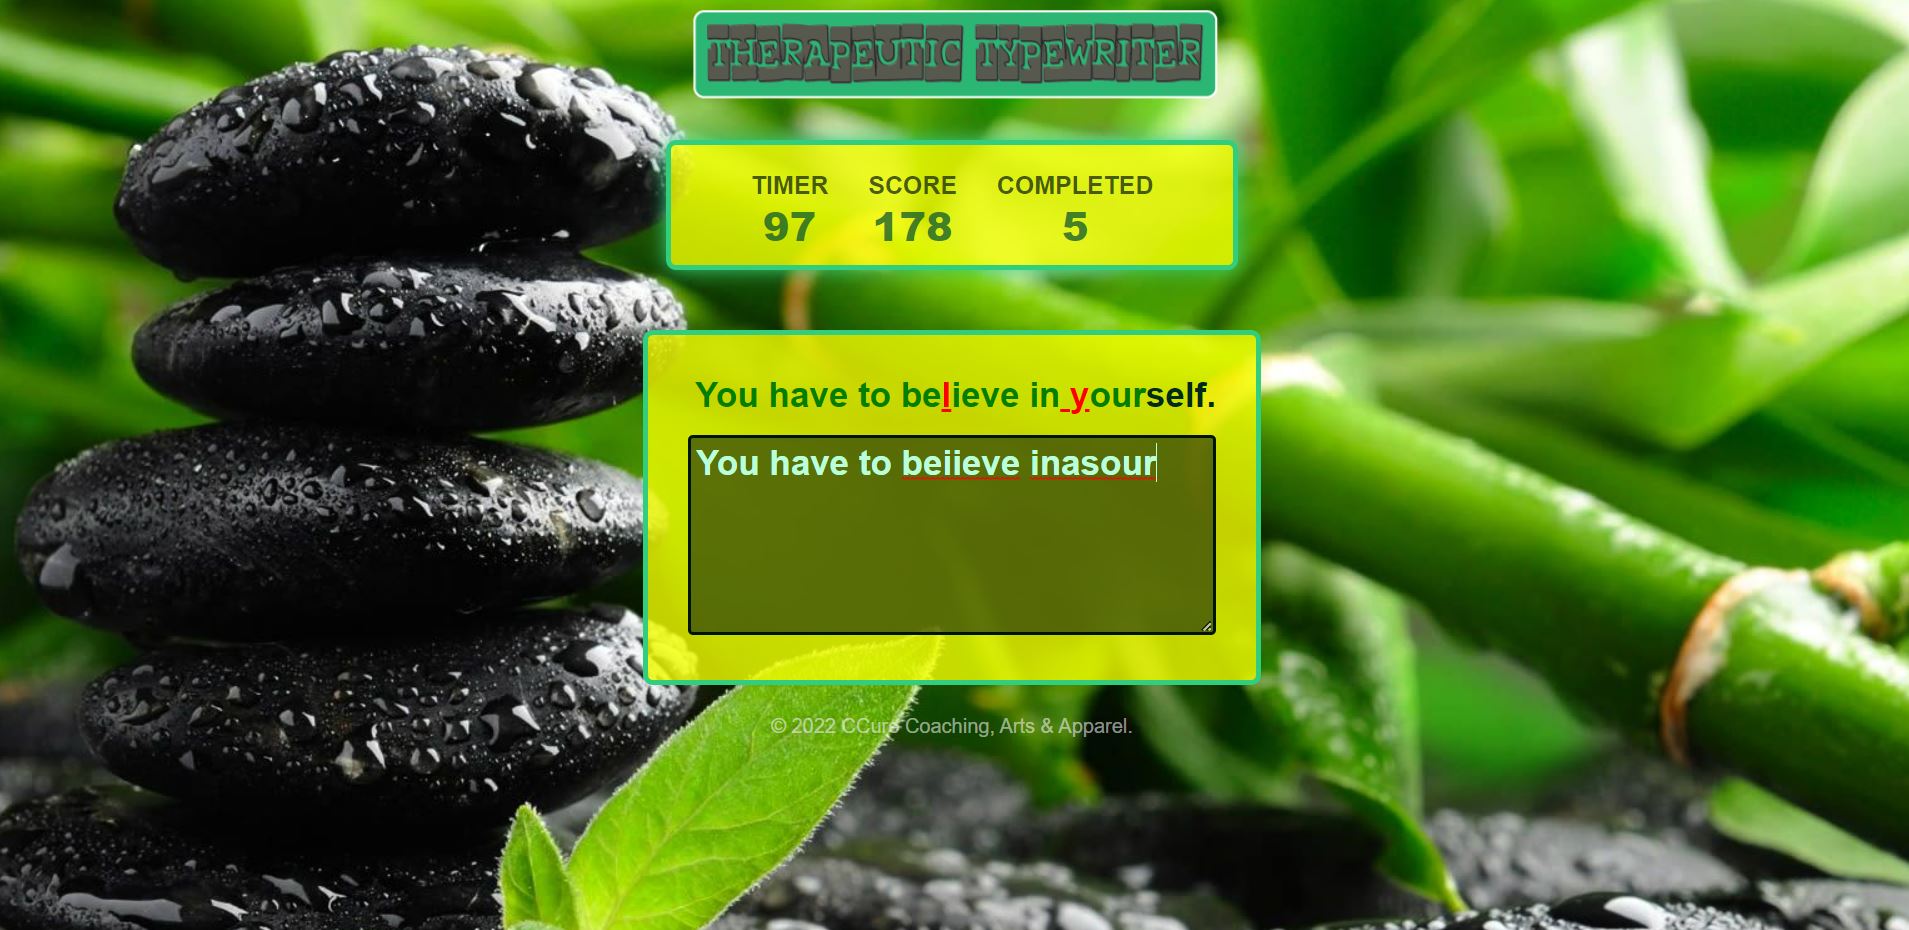 THERAPEUTIC TYPEWRITER
TIMER SCORE COMPLETED
97 178 5
You have to believe in yourself.
You have to beiieve inasour
© 2022 CCure Coaching, Arts & Apparel.